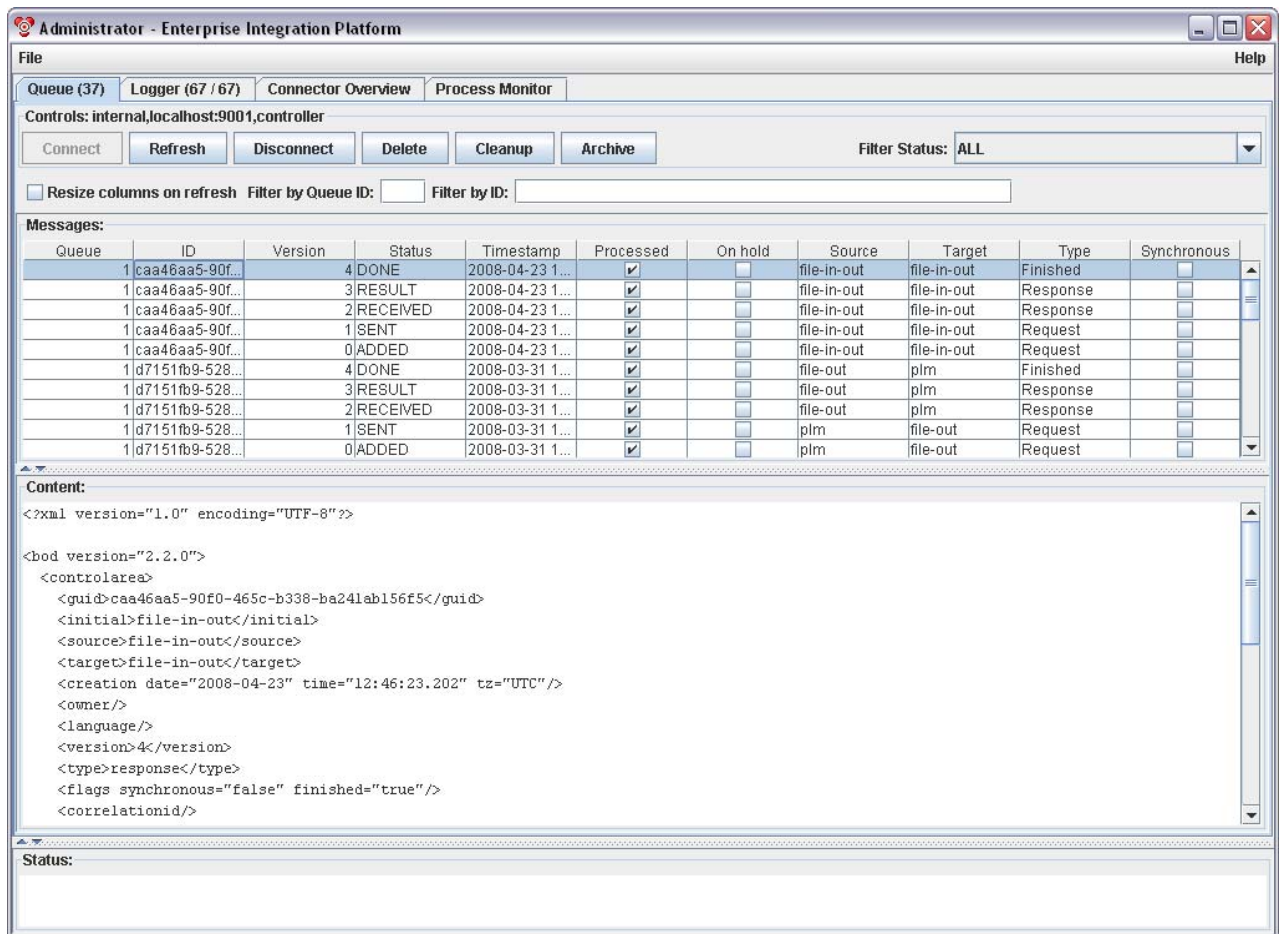 Administrator - Enterprise Integration Platform
File Help
Queue (37) Logger (67 / 67) Connector Overview Process Monitor
Controls: internal,localhost:9001,controller
Connect Refresh Disconnect Delete Cleanup Archive Filter Status: ALL
Resize columns on refresh Filter by Queue ID: Filter by ID:
Messages:
Queue ID Version Status Timestamp Processed On hold Source Target Type Synchronous
1 caa46aa5-90f... 4 DONE 2008-04-23 1... file-in-out file-in-out Finished
1 caa46aa5-90f... 3 RESULT 2008-04-23 1... file-in-out file-in-out Response
1 caa46aa5-90f... 2 RECEIVED 2008-04-23 1... file-in-out file-in-out Response
1 caa46aa5-90f... 1 SENT 2008-04-23 1... file-in-out file-in-out Request
1 caa46aa5-90f... 0 ADDED 2008-04-23 1... file-in-out file-in-out Request
1 d7151fb9-528... 4 DONE 2008-03-31 1... file-out plm Finished
1 d7151fb9-528... 3 RESULT 2008-03-31 1... file-out plm Response
1 d7151fb9-528... 2 RECEIVED 2008-03-31 1... file-out plm Response
1 d7151fb9-528... 1 SENT 2008-03-31 1... plm file-out Request
1 d7151fb9-528... 0 ADDED 2008-03-31 1... plm file-out Request
Content:
<?xml version="1.0" encoding="UTF-8"?>
<bod version="2.2.0">
<controlarea>
<guid>caa46aa5-90f0-465c-b338-ba241ab156f5</guid>
<initial>file-in-out</initial>
<source>file-in-out</source>
<target>file-in-out</target>
<creation date="2008-04-23" time="12:46:23.202" tz="UTC"/>
<owner/>
<language/>
<version>4</version>
<type>response</type>
<flags synchronous="false" finished="true"/>
<correlationid/>
Status: